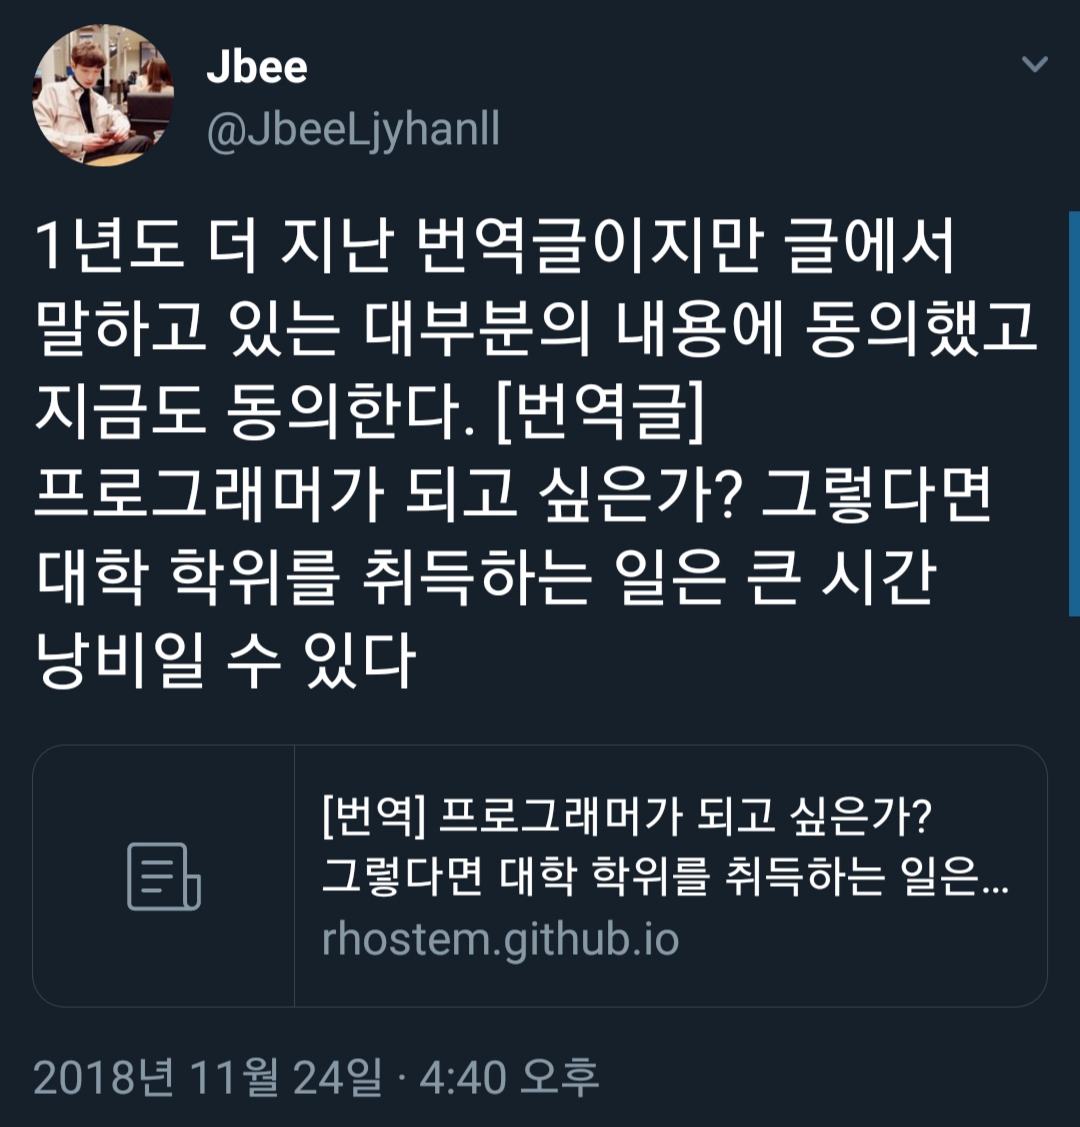 Jbee
@JbeeLjyhanll
1년도 더 지난 번역글이지만 글에서
말하고 있는 대부분의 내용에 동의했고
지금도 동의한다. [번역글]
프로그래머가 되고 싶은가? 그렇다면
대학 학위를 취득하는 일은 큰 시간
낭비일 수 있다
[번역] 프로그래머가 되고 싶은가?
그렇다면 대학 학위를 취득하는 일은...
rhostem.github.io
2018년 11월 24일 · 4:40 오후